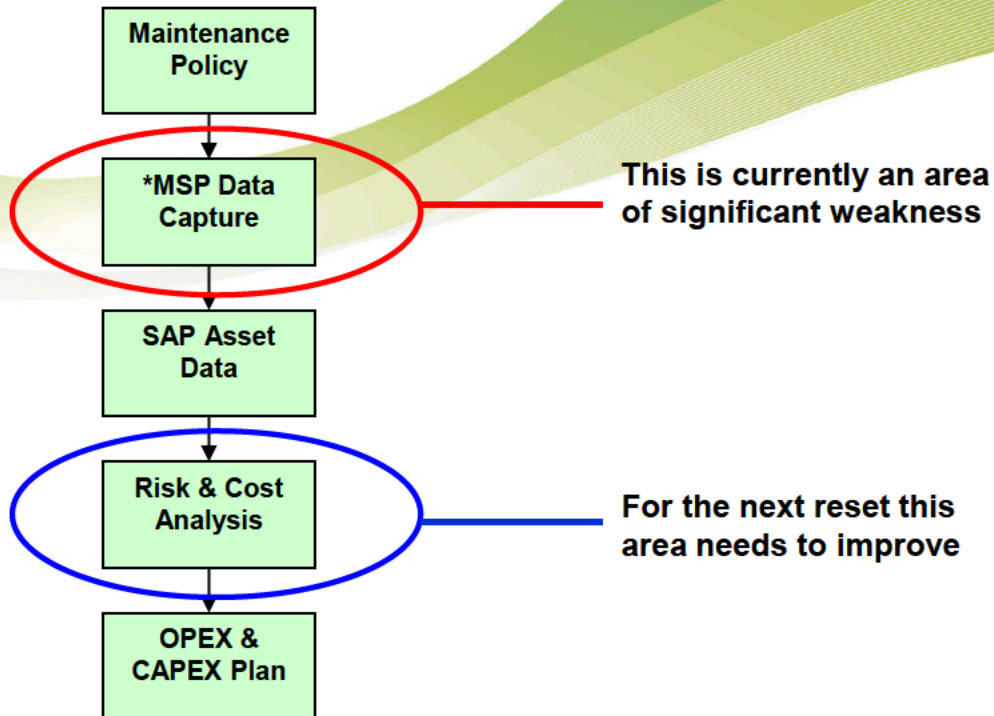 Maintenance
Policy
*MSP Data
Capture
This is currently an area
of significant weakness
SAP Asset
Data
Risk & Cost
Analysis
For the next reset this
area needs to improve
OPEX &
CAPEX Plan